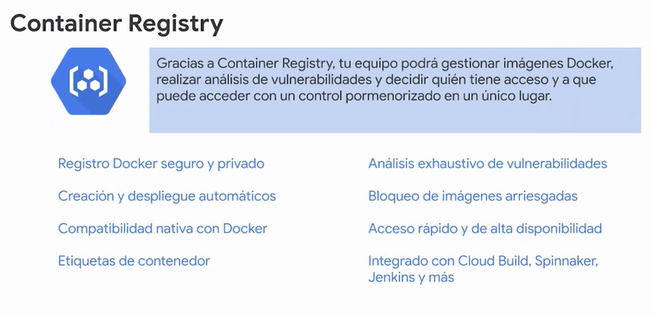 Container Registry
Gracias a Container Registry, tu equipo podrá gestionar imágenes Docker,
realizar análisis de vulnerabilidades y decidir quién tiene acceso y a que
puede acceder con un control pormenorizado en un único lugar.
Registro Docker seguro y privado
Creación y despliegue automáticos
Compatibilidad nativa con Docker
Etiquetas de contenedor
Análisis exhaustivo de vulnerabilidades
Bloqueo de imágenes arriesgadas
Acceso rápido y de alta disponibilidad
Integrado con Cloud Build, Spinnaker,
Jenkins y más